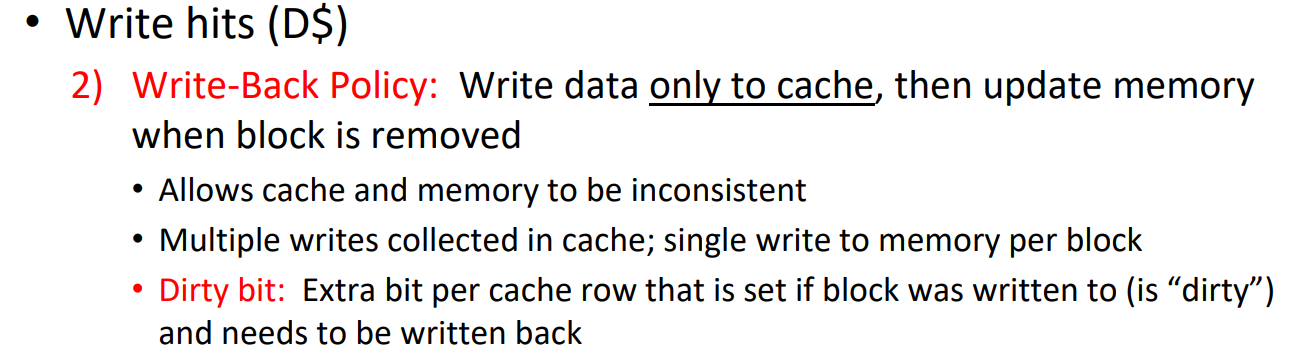 • Write hits (D$)
2) Write-Back Policy: Write data only to cache, then update memory
when block is removed
• Allows cache and memory to be inconsistent
• Multiple writes collected in cache; single write to memory per block
• Dirty bit: Extra bit per cache row that is set if block was written to (is “dirty”)
and needs to be written back